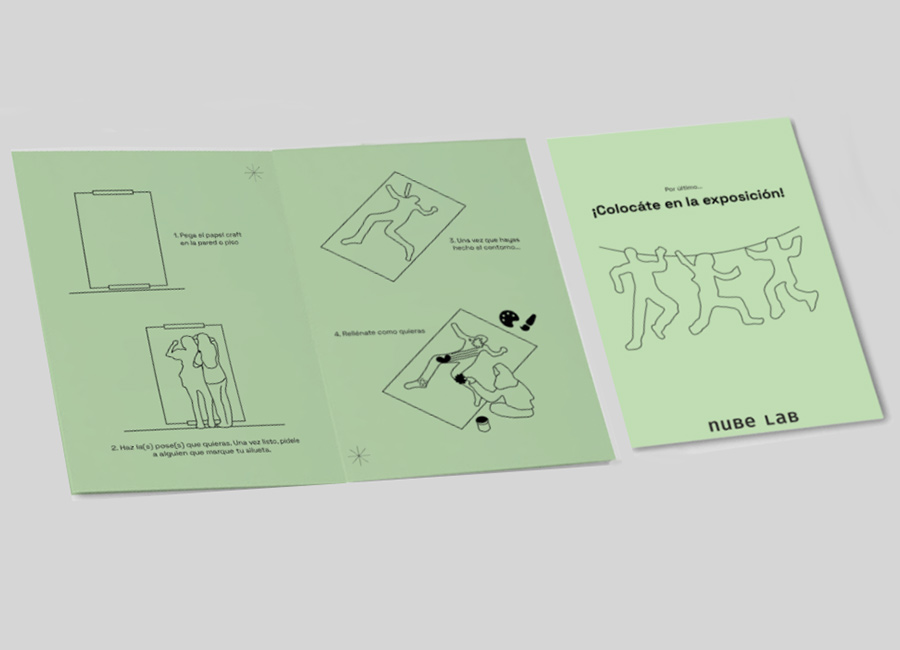 1. Pega el papel craft
en la pared o piso
2. Haz la(s) pose(s) que quieras. Una vez listo, pídele
a alguien que marque tu silueta.
3. Una vez que hayas
hecho el contorno...
4. Rellénate como quieras
Por último...
¡Colocáte en la exposición!
nuBe LaB